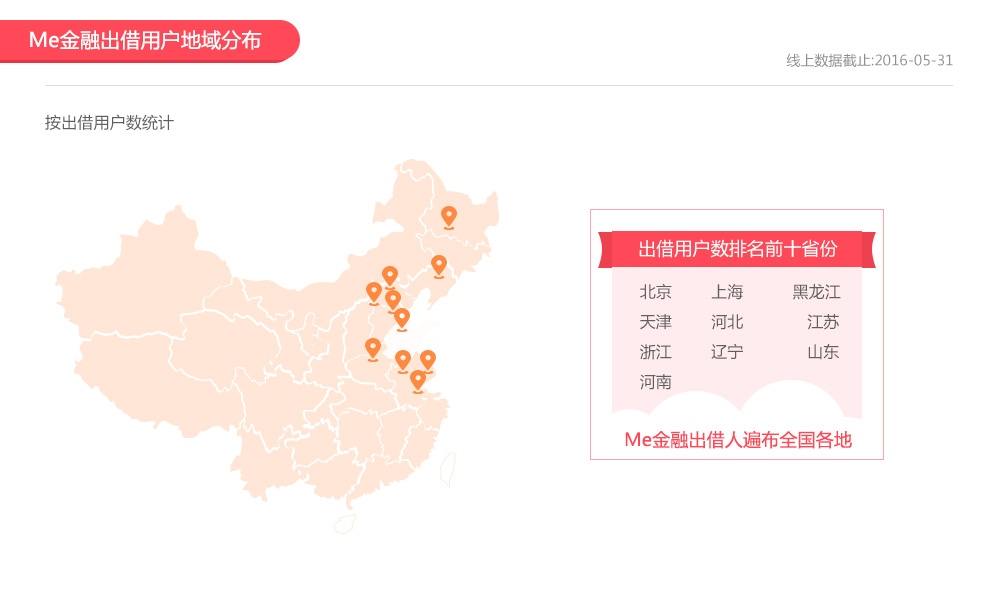 Me金融出借用户地域分布
线上数据截止:2016-05-31
按出借用户数统计
出借用户数排名前十省份
北京 上海 黑龙江
天津 河北 江苏
浙江 辽宁 山东
河南
Me金融出借人遍布全国各地